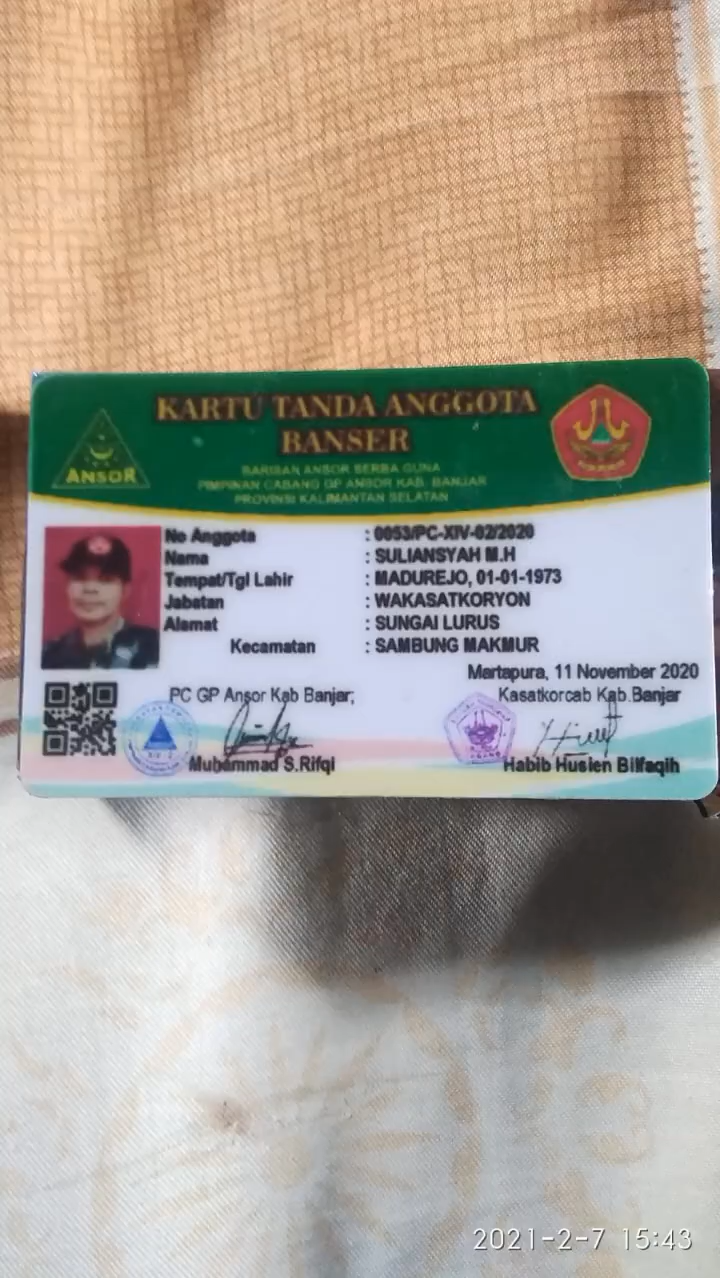 KARTU TANDA ANGGOTA
BANSER
BARISAN ANSOR SERBA GUNA
PIMPINAN CABANG GP ANSOR KAB. BANJAR
PROVINSI KALIMANTAN SELATAN
ANSOR
No Anggota : 0053/PC-XIV-02/2020
Nama : SULIANSYAH M.H
Tempat/Tgl Lahir : MADUREJO, 01-01-1973
Jabatan : WAKASATKORYON
Alamat : SUNGAI LURUS
Kecamatan : SAMBUNG MAKMUR
Martapura, 11 November 2020
PC GP Ansor Kab Banjar; Kasatkorcab Kab.Banjar
Muhammad S.Rifqi Habib Husien Bilfaqih
2021-2-7 15:43